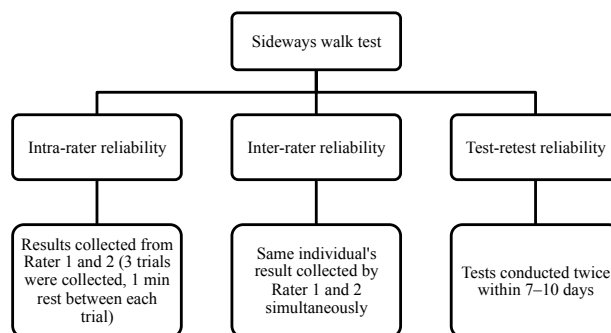 Sideways walk test
Intra-rater reliability
Inter-rater reliability
Test-retest reliability
Results collected from
Rater 1 and 2 (3 trials
were collected, 1 min
rest between each
trial)
Same individual's
result collected by
Rater 1 and 2
simultaneously
Tests conducted twice
within 7–10 days